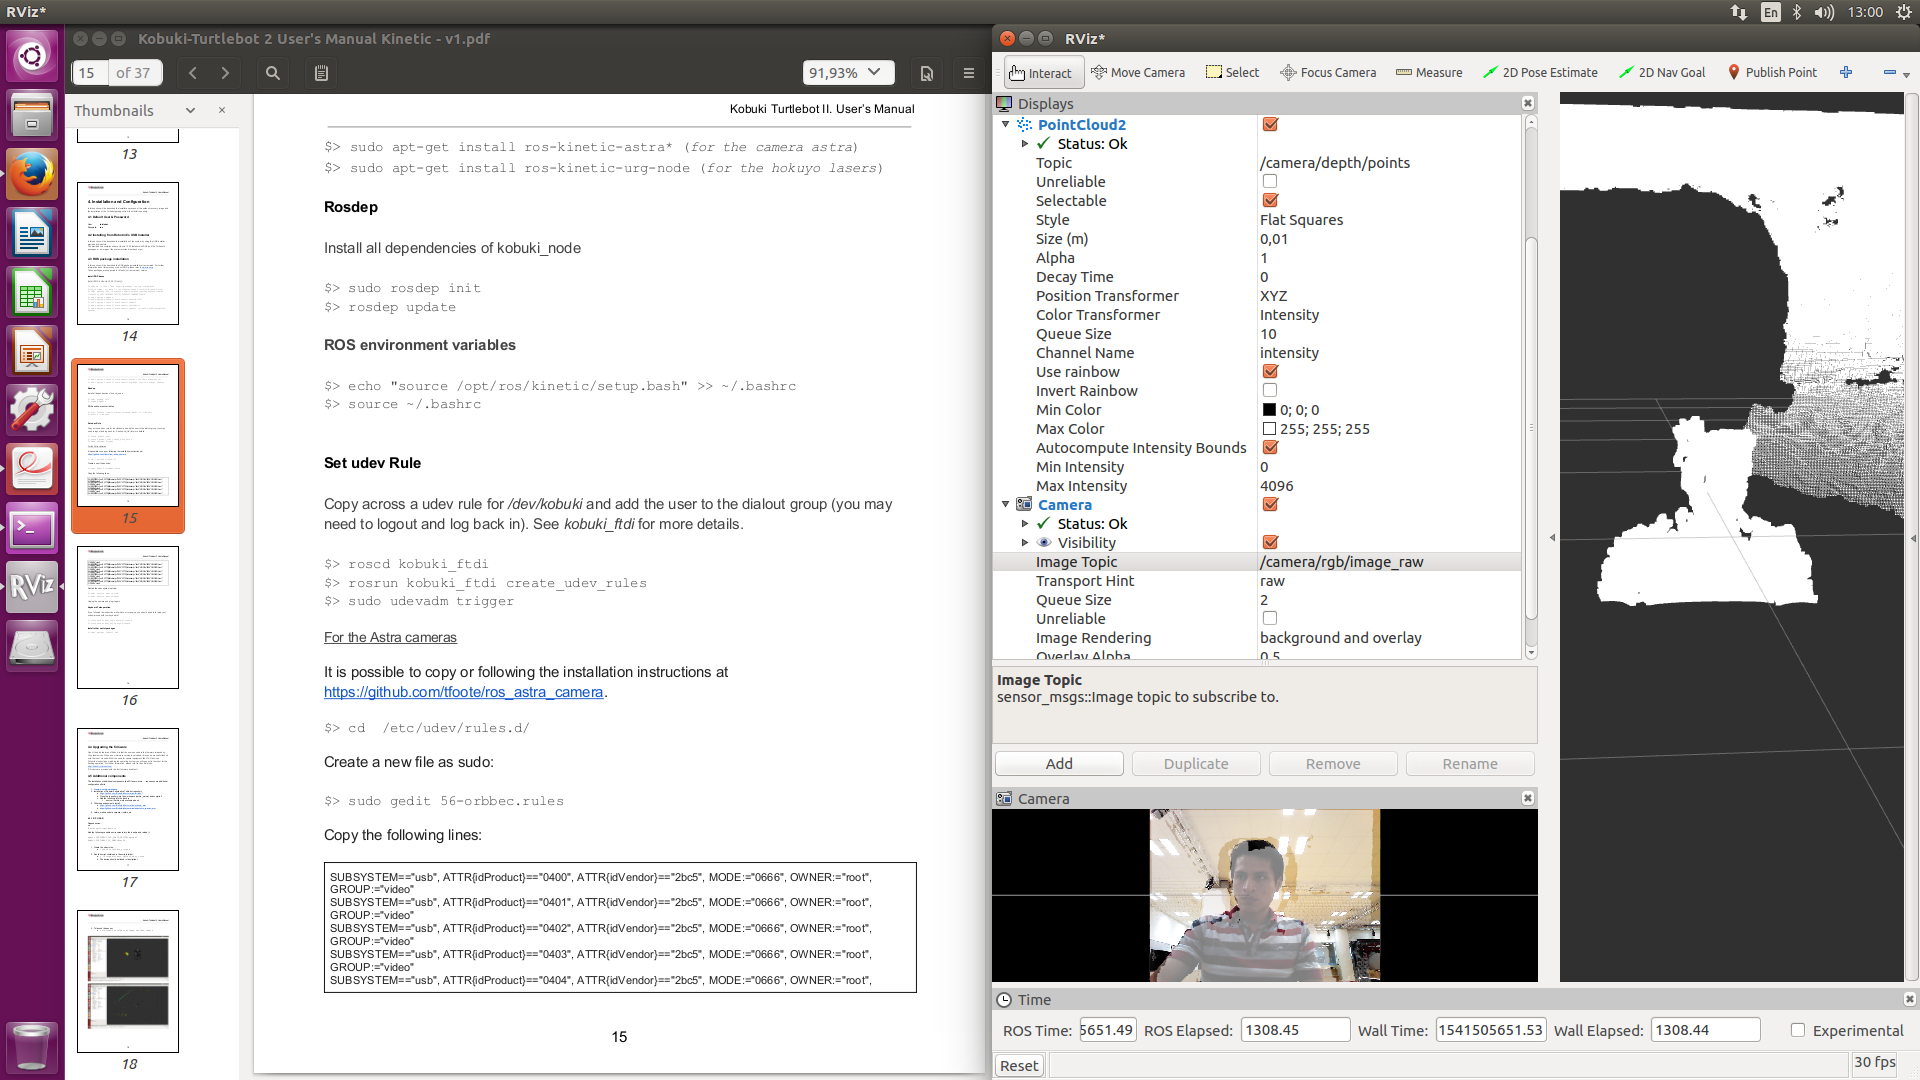 RViz*
En
13:00
Kobuki-Turtlebot 2 User's Manual Kinetic - v1.pdf
15 of 37
91,93%
Thumbnails
13
4. Installation and Configuration
14
15
16
17
18
Kobuki Turtlebot II. User's Manual
$> sudo apt-get install ros-kinetic-astra* (for the camera astra)
$> sudo apt-get install ros-kinetic-urg-node (for the hokuyo lasers)
Rosdep
Install all dependencies of kobuki_node
$> sudo rosdep init
$> rosdep update
ROS environment variables
$> echo "source /opt/ros/kinetic/setup.bash" >> ~/.bashrc
$> source ~/.bashrc
Set udev Rule
Copy across a udev rule for /dev/kobuki and add the user to the dialout group (you may
need to logout and log back in). See kobuki_ftdi for more details.
$> roscd kobuki_ftdi
$> rosrun kobuki_ftdi create_udev_rules
$> sudo udevadm trigger
For the Astra cameras
It is possible to copy or following the installation instructions at
https://github.com/tfoote/ros_astra_camera.
$> cd  /etc/udev/rules.d/
Create a new file as sudo:
$> sudo gedit 56-orbbec.rules
Copy the following lines:
SUBSYSTEM=="usb", ATTR{idProduct}=="0400", ATTR{idVendor}=="2bc5", MODE:="0666", OWNER:="root",
GROUP:="video"
SUBSYSTEM=="usb", ATTR{idProduct}=="0401", ATTR{idVendor}=="2bc5", MODE:="0666", OWNER:="root",
GROUP:="video"
SUBSYSTEM=="usb", ATTR{idProduct}=="0402", ATTR{idVendor}=="2bc5", MODE:="0666", OWNER:="root",
GROUP:="video"
SUBSYSTEM=="usb", ATTR{idProduct}=="0403", ATTR{idVendor}=="2bc5", MODE:="0666", OWNER:="root",
GROUP:="video"
SUBSYSTEM=="usb", ATTR{idProduct}=="0404", ATTR{idVendor}=="2bc5", MODE:="0666", OWNER:="root",
15
RViz
RViz*
Interact Move Camera Select Focus Camera Measure 2D Pose Estimate 2D Nav Goal Publish Point
Displays
PointCloud2
Status: Ok
Topic /camera/depth/points
Unreliable
Selectable
Style Flat Squares
Size (m) 0,01
Alpha 1
Decay Time 0
Position Transformer XYZ
Color Transformer Intensity
Queue Size 10
Channel Name intensity
Use rainbow
Invert Rainbow
Min Color 0; 0; 0
Max Color 255; 255; 255
Autocompute Intensity Bounds
Min Intensity 0
Max Intensity 4096
Camera
Status: Ok
Visibility
Image Topic /camera/rgb/image_raw
Transport Hint raw
Queue Size 2
Unreliable
Image Rendering background and overlay
Overlay Alpha 0.5
Image Topic
sensor_msgs::Image topic to subscribe to.
Add Duplicate Remove Rename
Camera
Time
ROS Time: 5651.49 ROS Elapsed: 1308.45 Wall Time: 1541505651.53 Wall Elapsed: 1308.44 Experimental
Reset 30 fps